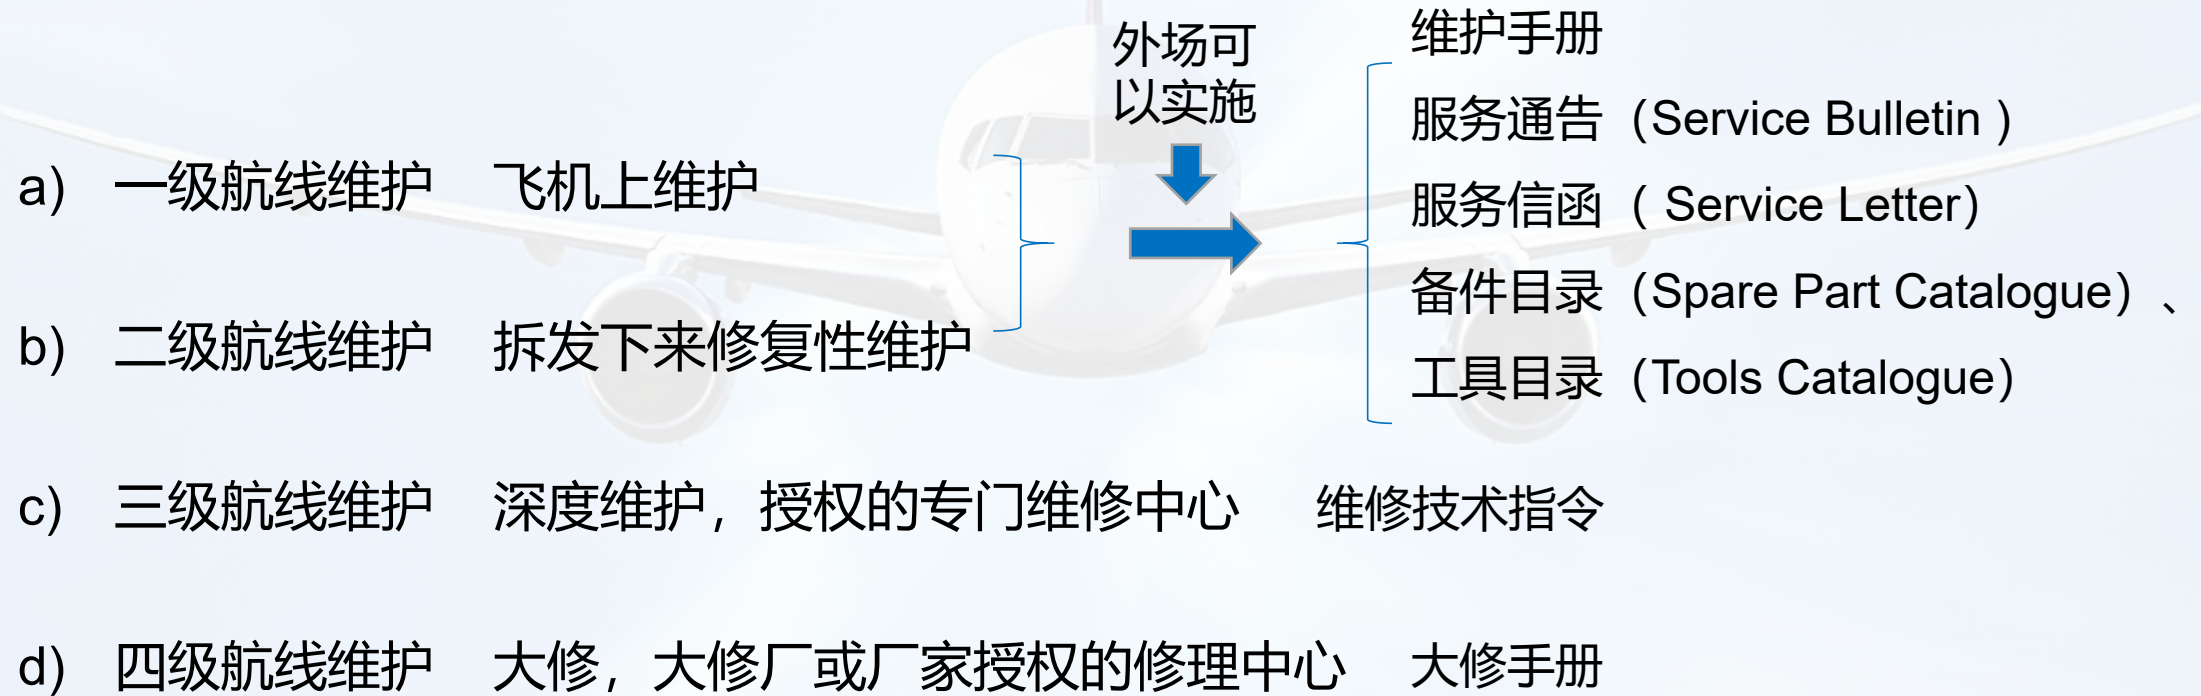 外场可
以实施
维护手册
服务通告（Service Bulletin ）
服务信函（ Service Letter）
备件目录（Spare Part Catalogue）、
工具目录（Tools Catalogue）
a) 一级航线维护 飞机上维护
b) 二级航线维护 拆发下来修复性维护
c) 三级航线维护 深度维护，授权的专门维修中心 维修技术指令
d) 四级航线维护 大修，大修厂或厂家授权的修理中心 大修手册